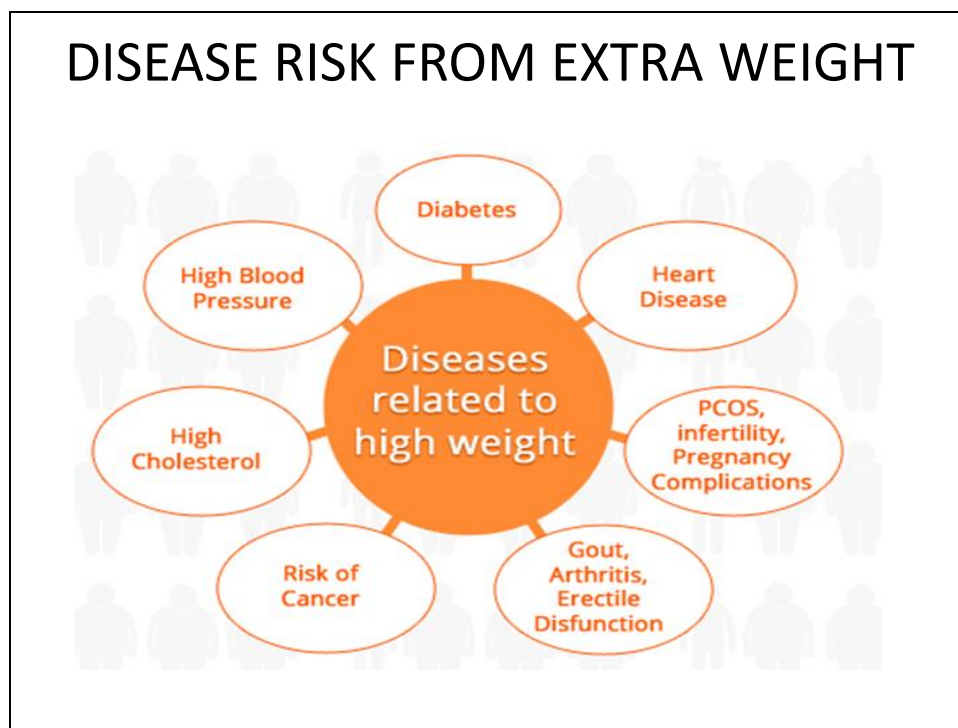 DISEASE RISK FROM EXTRA WEIGHT
Diabetes
High Blood
Pressure
Heart
Disease
Diseases
related to
high weight
High
Cholesterol
PCOS,
infertility,
Pregnancy
Complications
Risk of
Cancer
Gout,
Arthritis,
Erectile
Disfunction